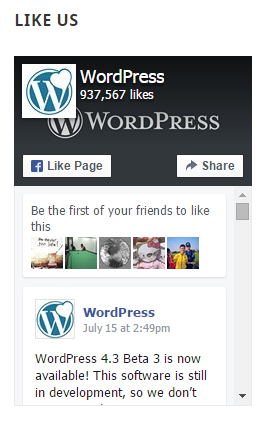 LIKE US
WordPress
937,567 likes
WORDPRESS
Like Page
Share
Be the first of your friends to like
this
WordPress
July 15 at 2:49pm
WordPress 4.3 Beta 3 is now
available! This software is still
in development, so we don't